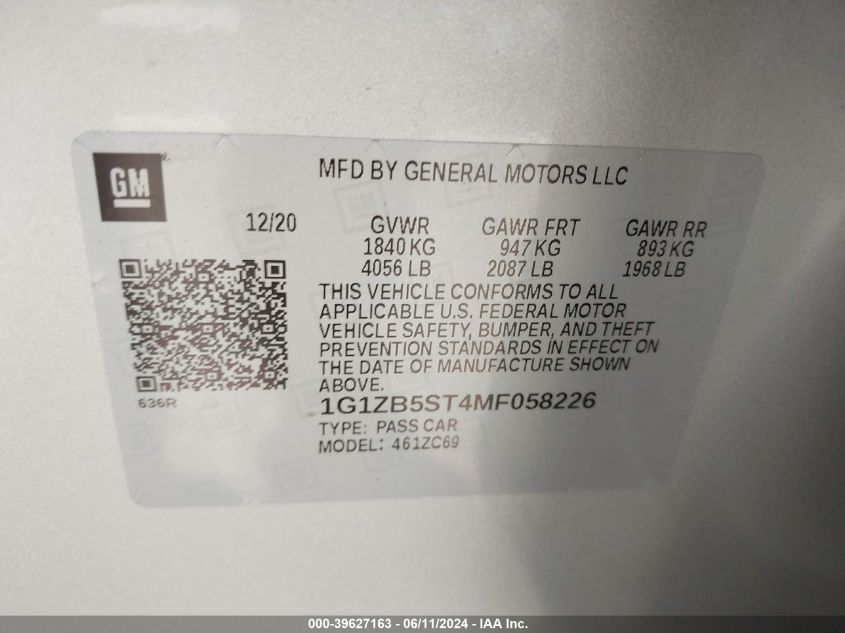 GM
MFD BY GENERAL MOTORS LLC
12/20 GVWR GAWR FRT GAWR RR
1840 KG 947 KG 893 KG
4056 LB 2087 LB 1968 LB
THIS VEHICLE CONFORMS TO ALL
APPLICABLE U.S. FEDERAL MOTOR
VEHICLE SAFETY, BUMPER, AND THEFT
PREVENTION STANDARDS IN EFFECT ON
THE DATE OF MANUFACTURE SHOWN
ABOVE.
636R
1G1ZB5ST4MF058226
TYPE: PASS CAR
MODEL: 461ZC69
000-39627163 - 06/11/2024 - IAA Inc.